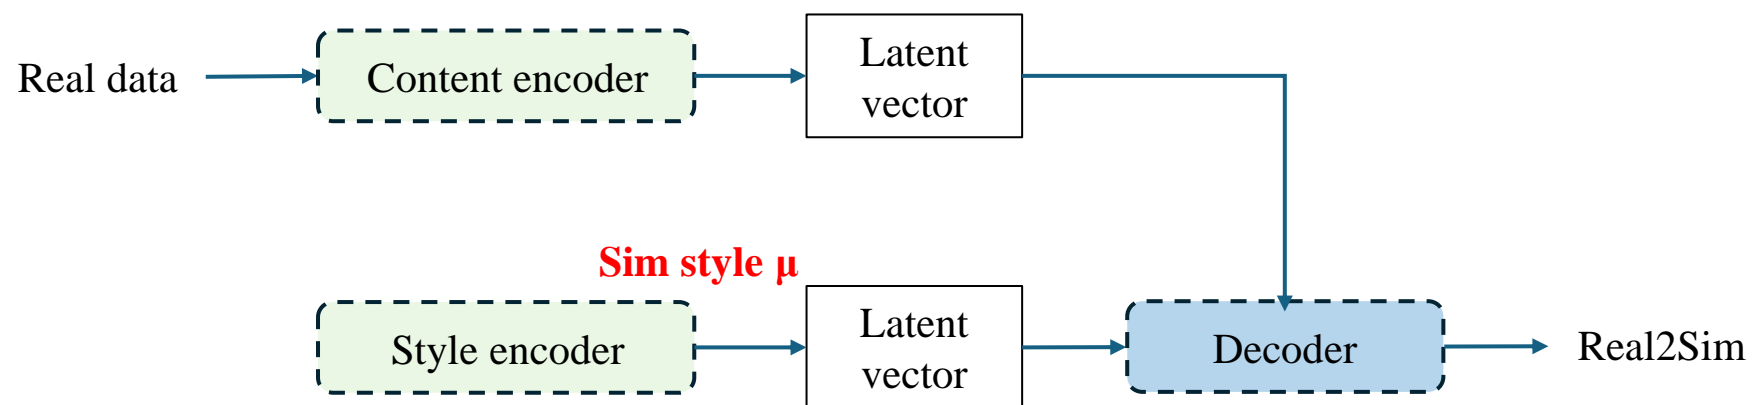 Real data
Content encoder
Latent
vector
Sim style μ
Style encoder
Latent
vector
Decoder
Real2Sim